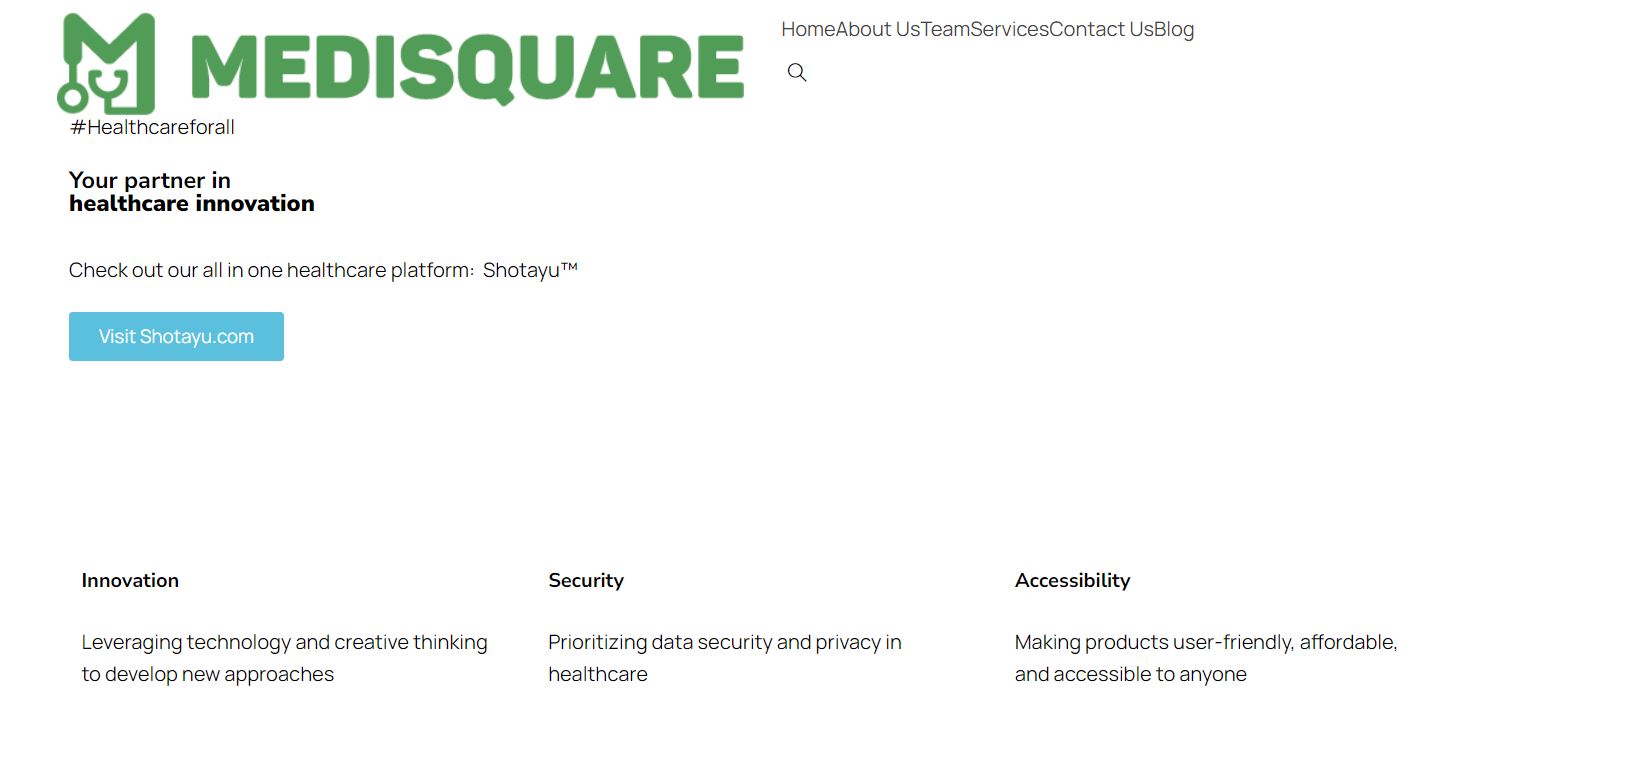 MEDISQUARE
HomeAbout UsTeamServicesContact UsBlog
#Healthcareforall
Your partner in
healthcare innovation
Check out our all in one healthcare platform:  Shotayu™
Visit Shotayu.com
Innovation
Leveraging technology and creative thinking
to develop new approaches
Security
Prioritizing data security and privacy in
healthcare
Accessibility
Making products user-friendly, affordable,
and accessible to anyone